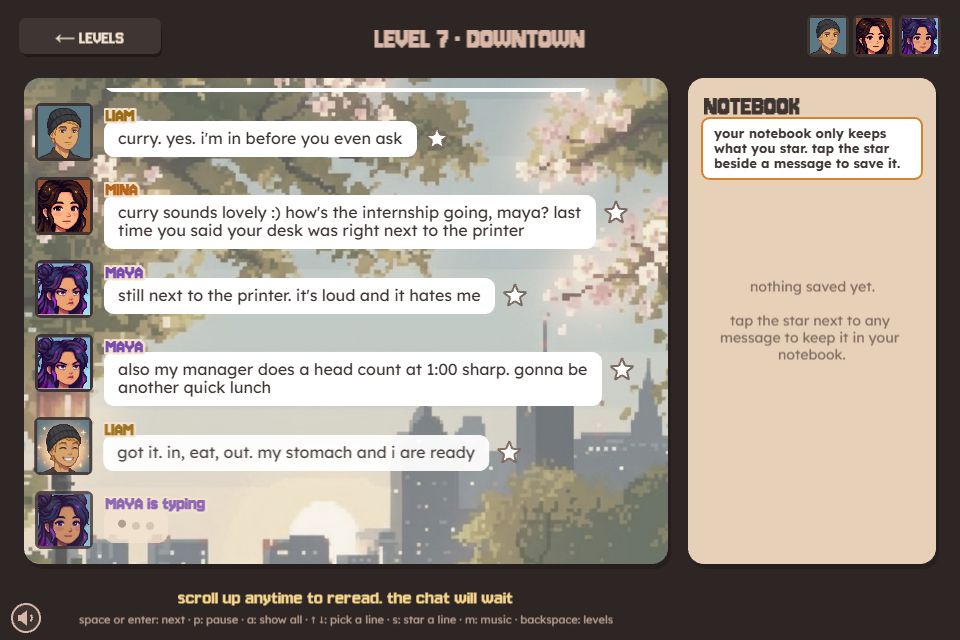 ← LEVELS
LEVEL 7 · DOWNTOWN
LIAM
curry. yes. i'm in before you even ask
MINA
curry sounds lovely :) how's the internship going, maya? last
time you said your desk was right next to the printer
MAYA
still next to the printer. it's loud and it hates me
MAYA
also my manager does a head count at 1:00 sharp. gonna be
another quick lunch
LIAM
got it. in, eat, out. my stomach and i are ready
MAYA is typing
NOTEBOOK
your notebook only keeps
what you star. tap the star
beside a message to save it.
nothing saved yet.
tap the star next to any
message to keep it in your
notebook.
scroll up anytime to reread. the chat will wait
space or enter: next · p: pause · a: show all · ↑ ↓: pick a line · s: star a line · m: music · backspace: levels